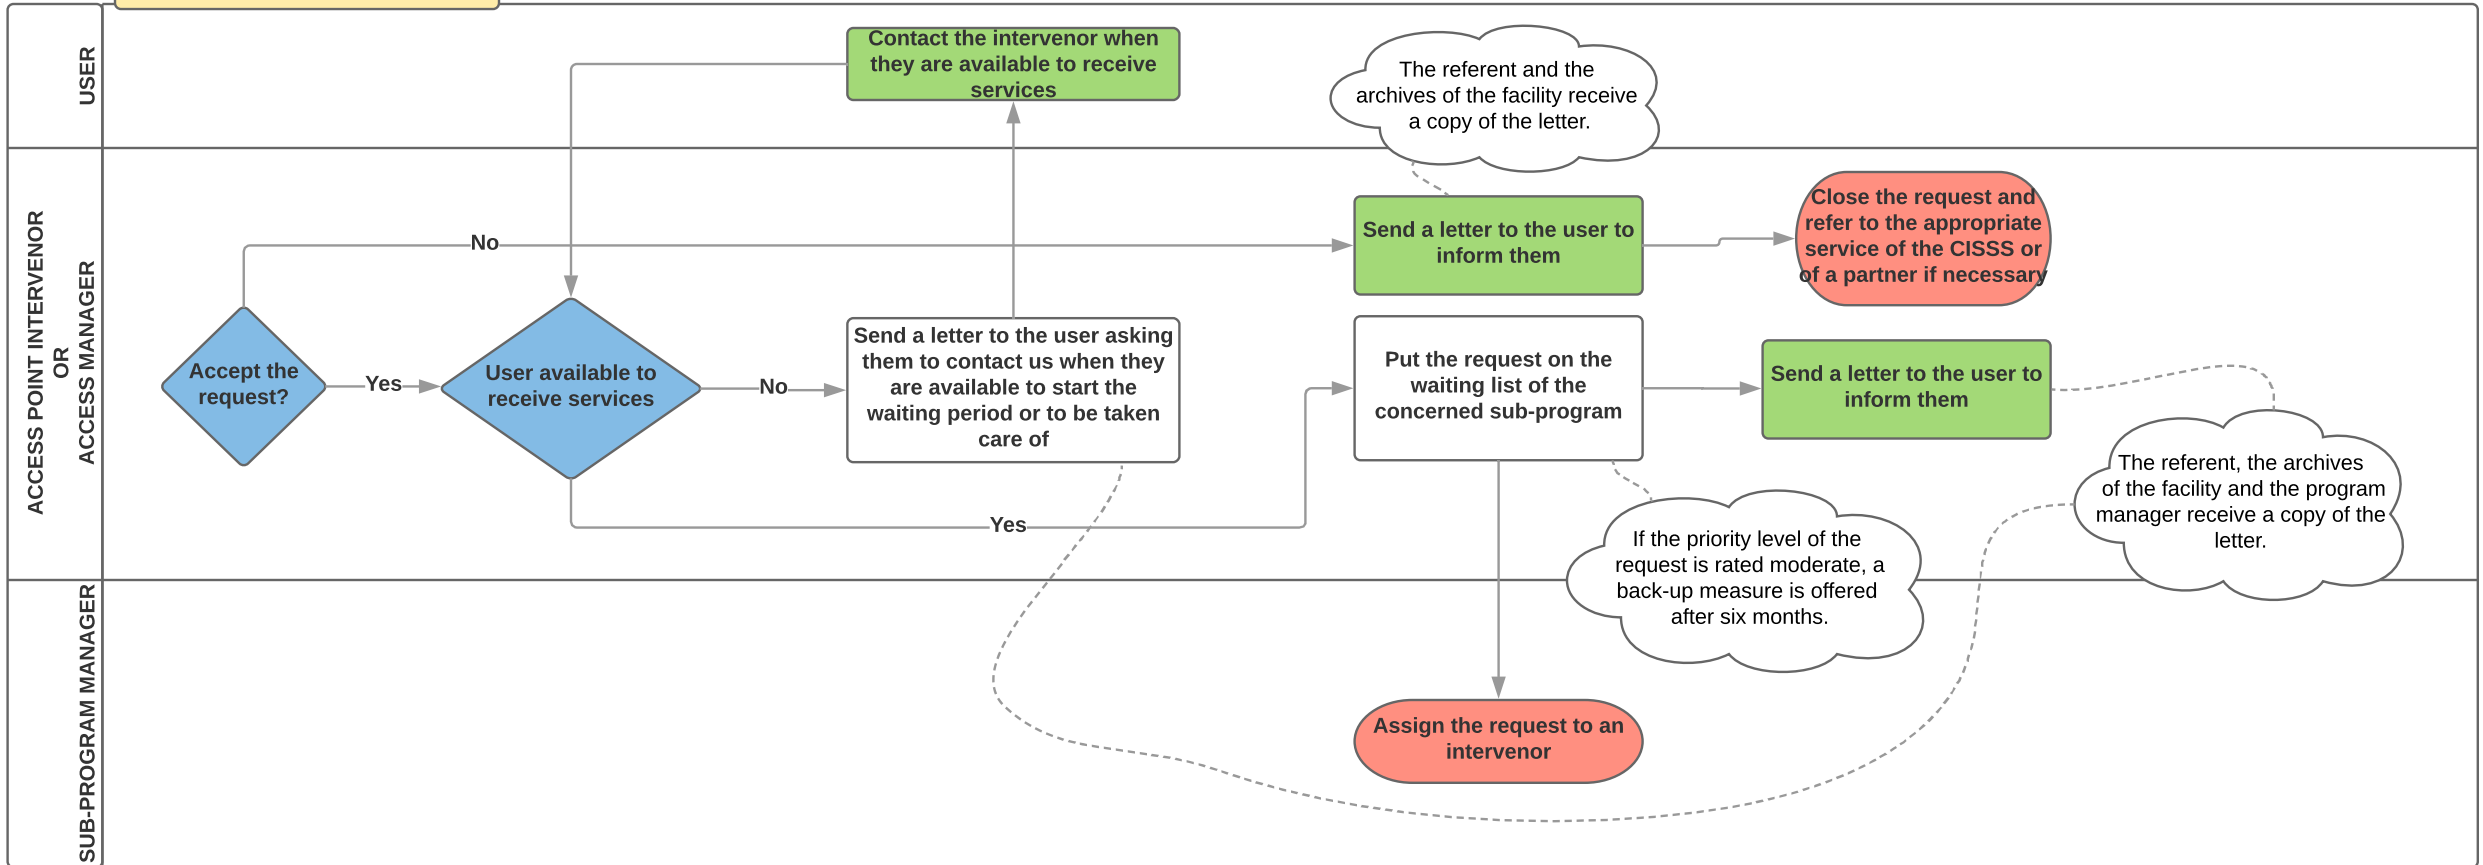 USER
Contact the intervenor when
they are available to receive
services
The referent and the
archives of the facility receive
a copy of the letter.
ACCESS POINT INTERVENOR
OR
ACCESS MANAGER
No
Send a letter to the user to
inform them
Close the request and
refer to the appropriate
service of the CISSS or
of a partner if necessary
Accept the
request?
Yes
User available to
receive services
No
Send a letter to the user asking
them to contact us when they
are available to start the
waiting period or to be taken
care of
Put the request on the
waiting list of the
concerned sub-program
Send a letter to the user to
inform them
Yes
The referent, the archives
of the facility and the program
manager receive a copy of the
letter.
If the priority level of the
request is rated moderate, a
back-up measure is offered
after six months.
SUB-PROGRAM MANAGER
Assign the request to an
intervenor